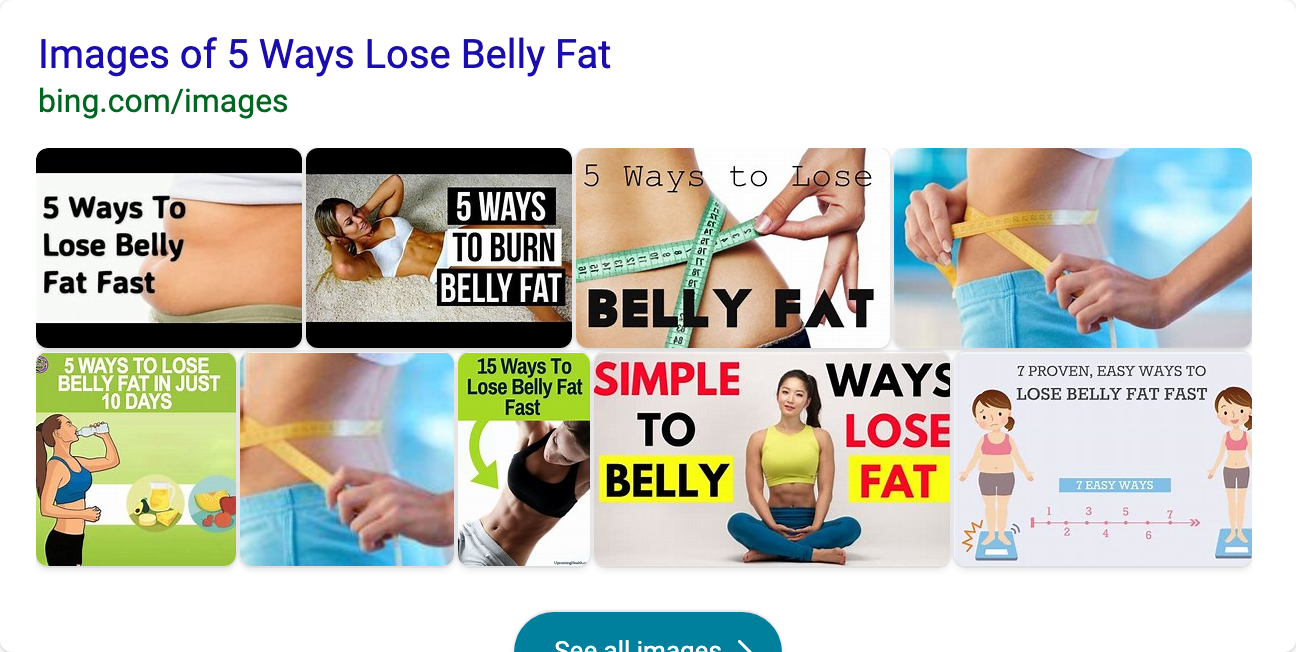 Images of 5 Ways Lose Belly Fat
bing.com/images
5 Ways To
Lose Belly
Fat Fast
5 WAYS
TO BURN
BELLY FAT
5 Ways to Lose
BELLY FAT
5 WAYS TO LOSE
BELLY FAT IN JUST
10 DAYS
15 Ways To
Lose Belly Fat
Fast
SIMPLE WAYS
TO LOSE
BELLY FAT
7 PROVEN, EASY WAYS TO
LOSE BELLY FAT FAST
7 EASY WAYS
1 3 5 7
2 4 6
See all images